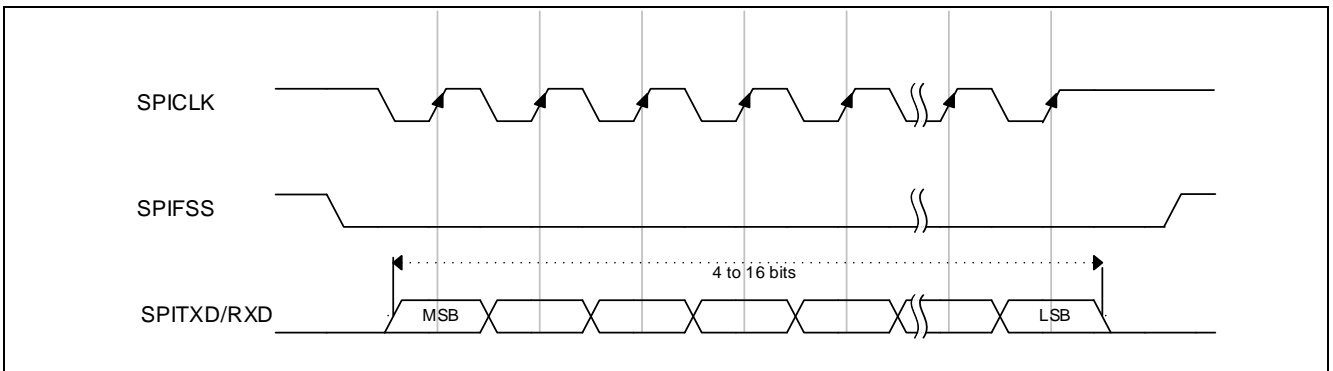 SPICLK
SPIFSS
4 to 16 bits
SPITXD/RXD
MSB
LSB